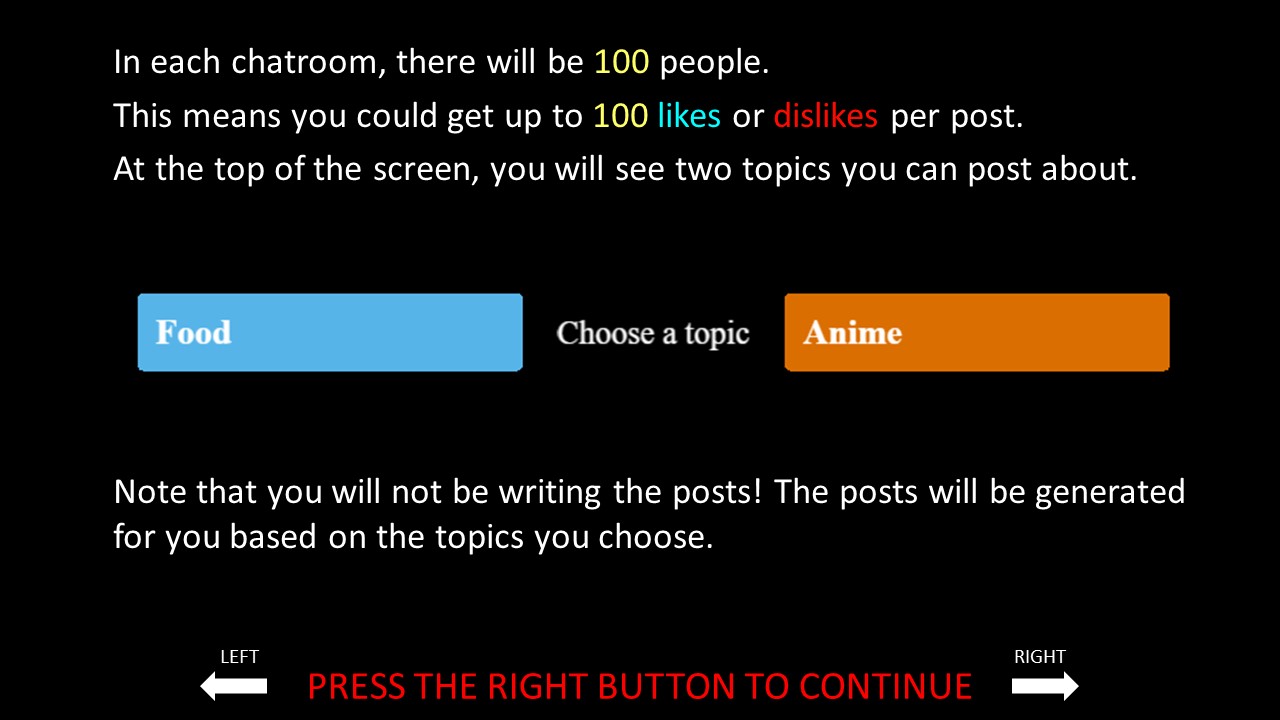 In each chatroom, there will be 100 people.
This means you could get up to 100 likes or dislikes per post.
At the top of the screen, you will see two topics you can post about.
Food
Choose a topic
Anime
Note that you will not be writing the posts! The posts will be generated
for you based on the topics you choose.
LEFT
RIGHT
PRESS THE RIGHT BUTTON TO CONTINUE